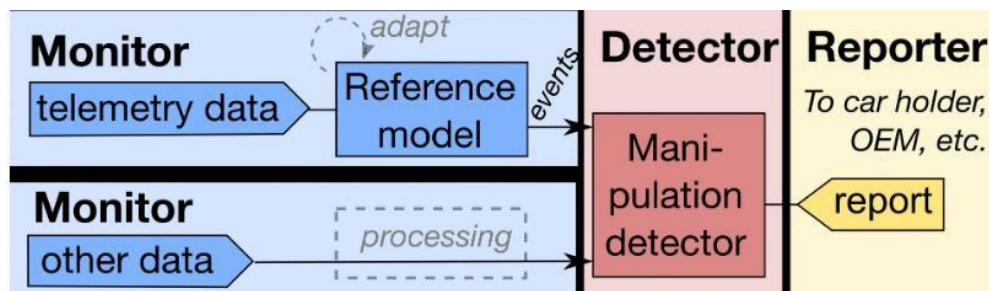 Monitor
adapt
telemetry data
Reference
model
events
Detector
Mani-
pulation
detector
Reporter
To car holder,
OEM, etc.
report
Monitor
other data
processing